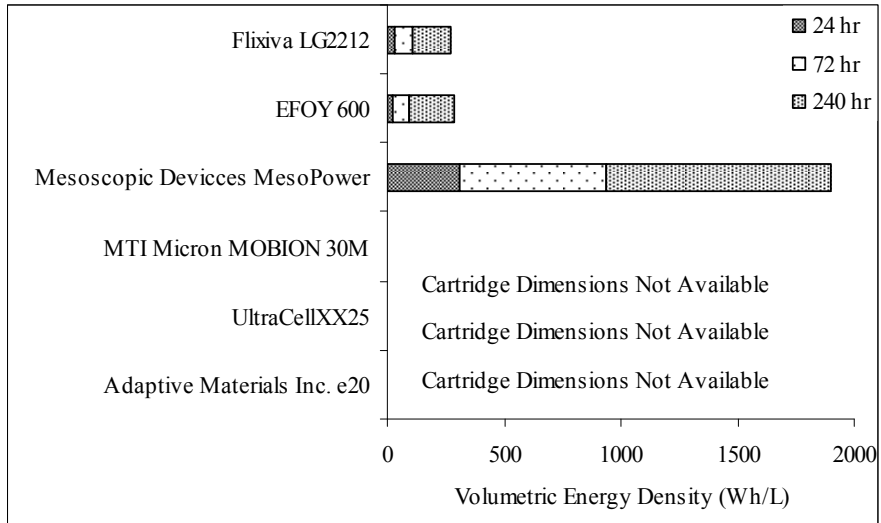 Flixiva LG2212
EFOY 600
Mesoscopic Devicces MesoPower
MTI Micron MOBION 30M
UltraCellXX25
Adaptive Materials Inc. e20
24 hr
72 hr
240 hr
Cartridge Dimensions Not Available
Cartridge Dimensions Not Available
Cartridge Dimensions Not Available
0 500 1000 1500 2000
Volumetric Energy Density (Wh/L)